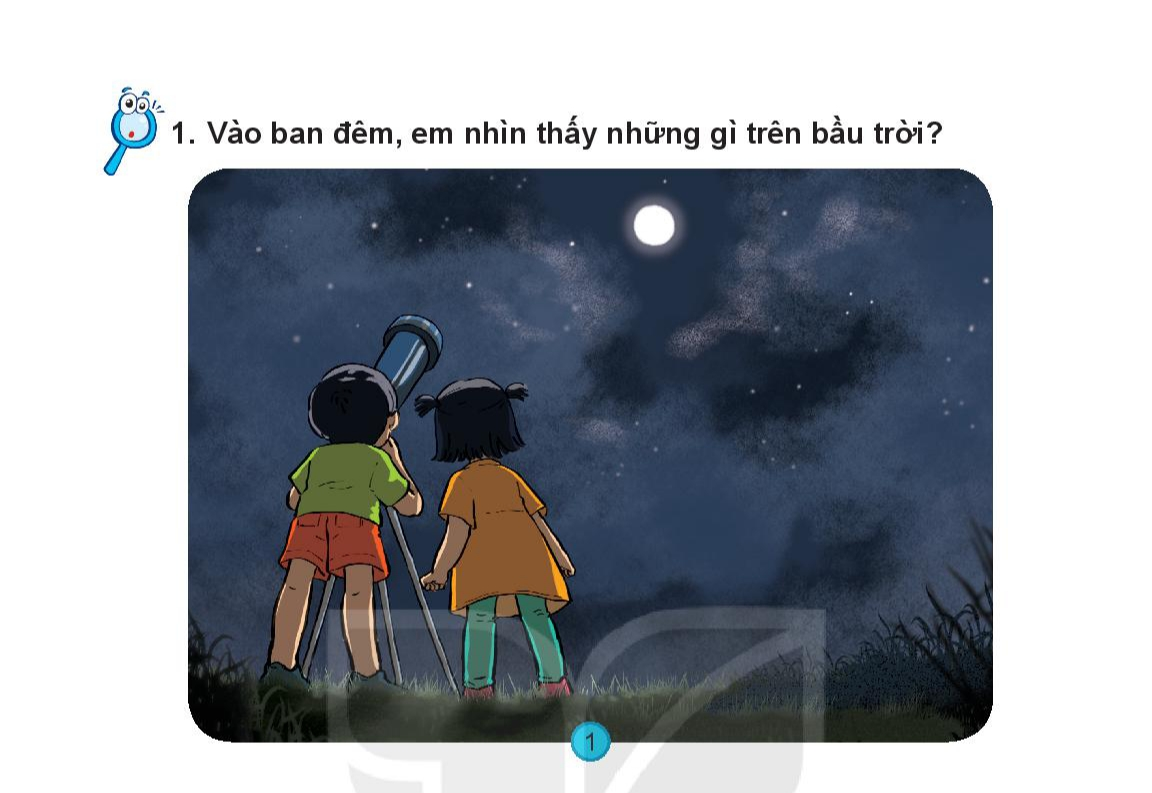 1. Vào ban đêm, em nhìn thấy những gì trên bầu trời?
1